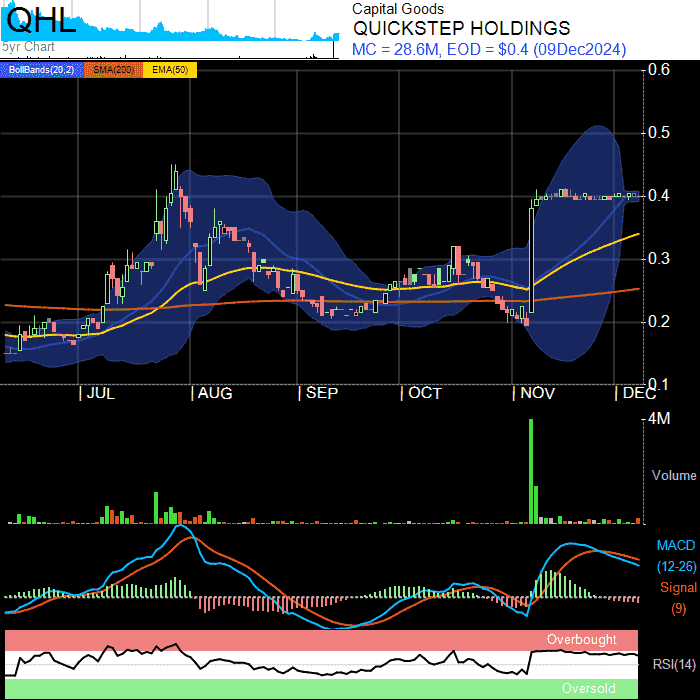 QHL
5yr Chart
Capital Goods
QUICKSTEP HOLDINGS
MC = 28.6M, EOD = $0.4 (09Dec2024)
BollBands(20,2) SMA(200) EMA(50)
0.6
0.5
0.4
0.3
0.2
0.1
JUL AUG SEP OCT NOV DEC
4M
Volume
MACD
(12-26)
Signal
(9)
Overbought
RSI(14)
Oversold